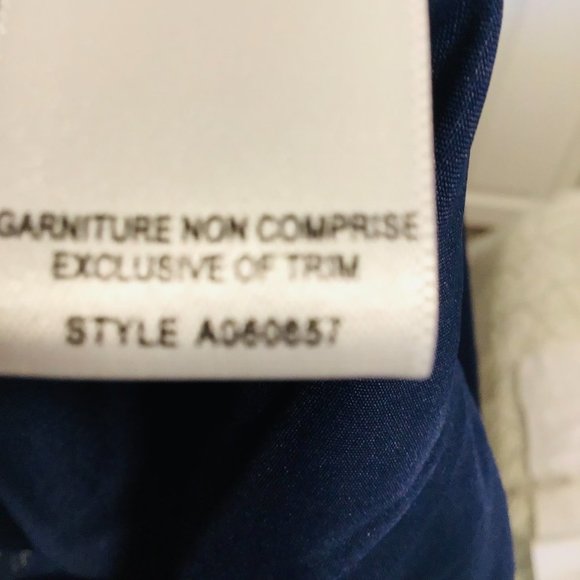 GARNITURE NON COMPRISE
EXCLUSIVE OF TRIM
STYLE A060657